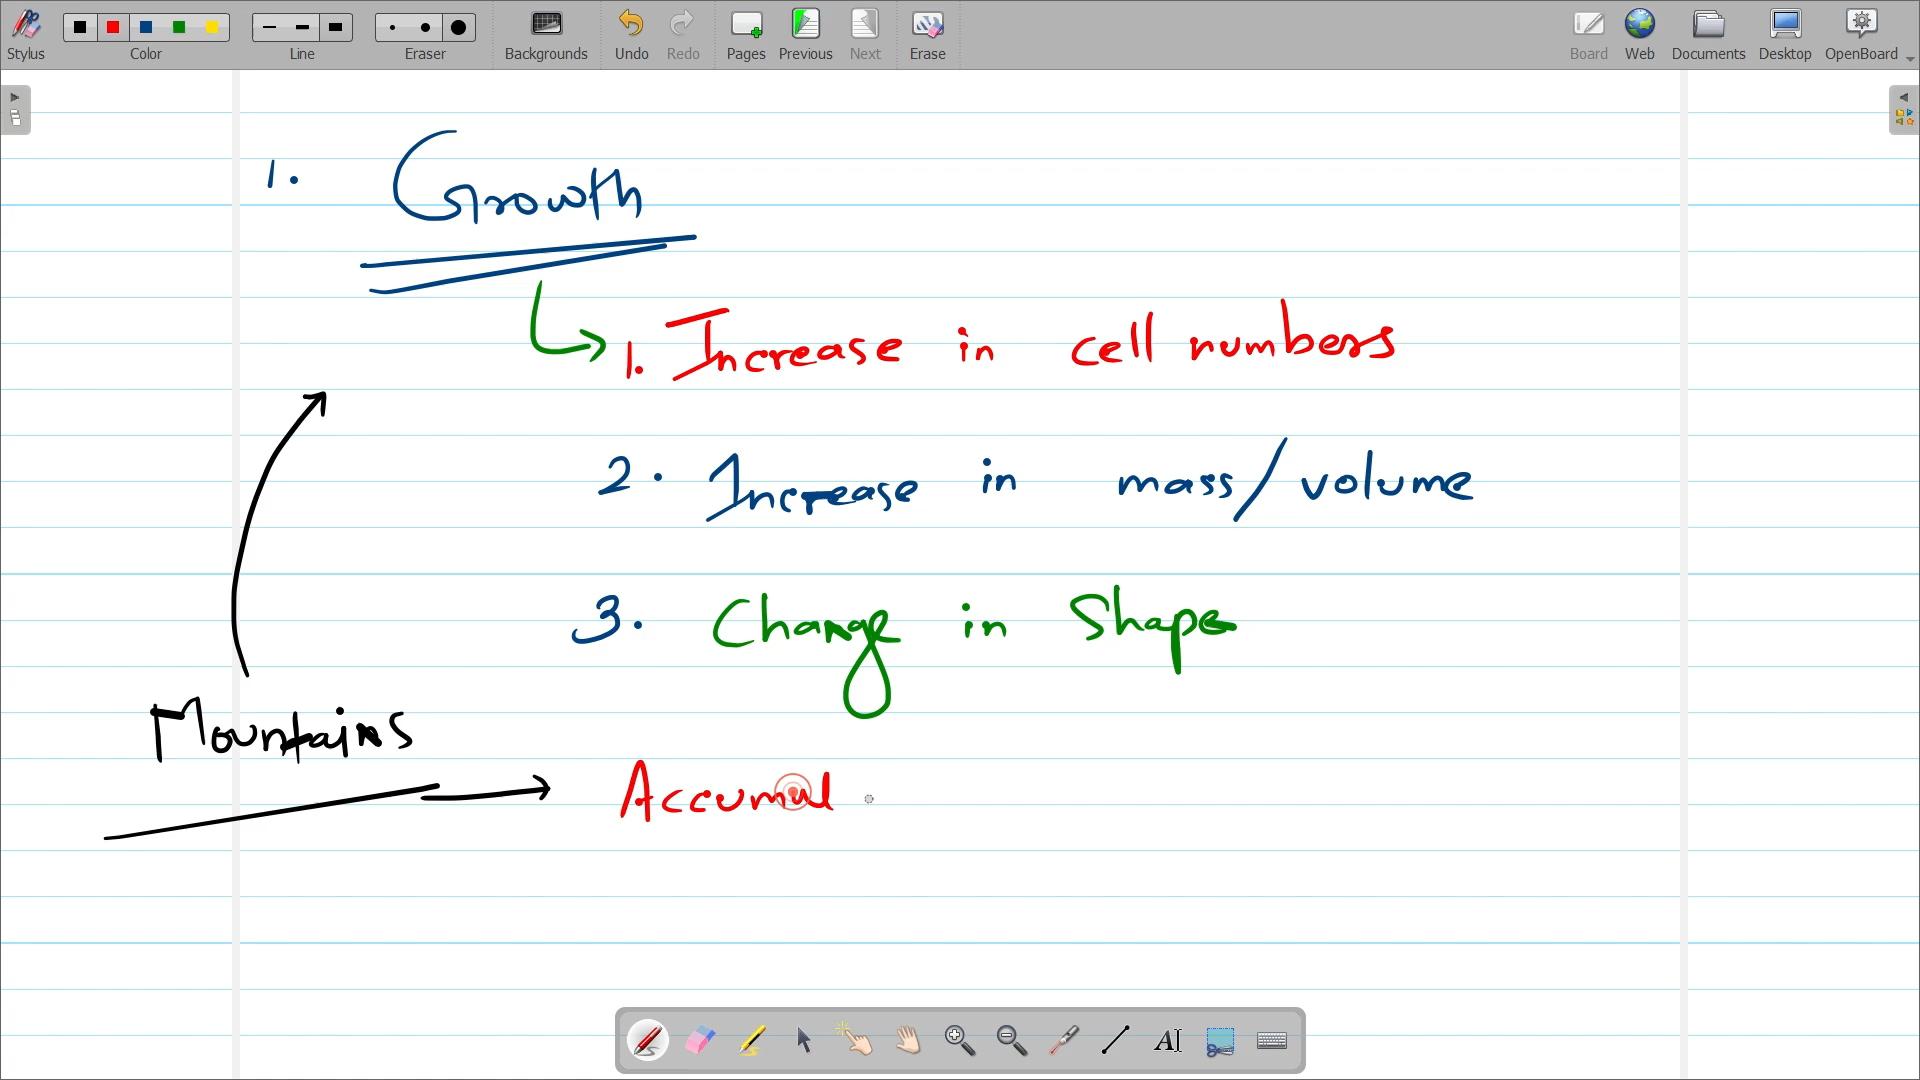 Stylus Color Line Eraser Backgrounds Undo Redo Pages Previous Next Erase Board Web Documents Desktop OpenBoard
1. Growth
1. Increase in cell numbers
2. Increase in mass/volume
3. Change in Shape
Mountains
Accumul